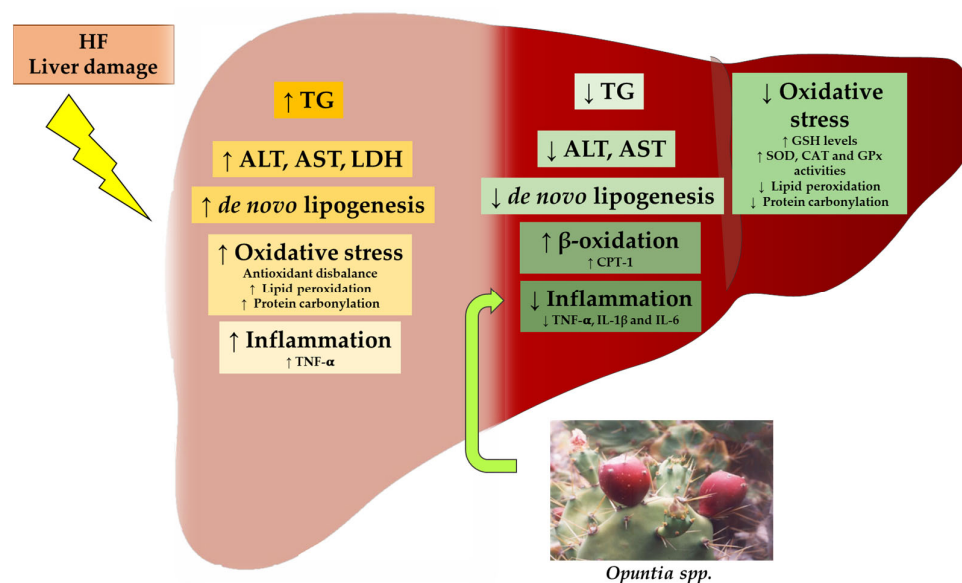 HF
Liver damage
↑ TG
↑ ALT, AST, LDH
↑ de novo lipogenesis
↑ Oxidative stress
Antioxidant disbalance
↑ Lipid peroxidation
↑ Protein carbonylation
↑ Inflammation
↑ TNF-α
↓ TG
↓ ALT, AST
↓ de novo lipogenesis
↑ β-oxidation
↑ CPT-1
↓ Inflammation
↓ TNF-α, IL-1β and IL-6
↓ Oxidative
stress
↑ GSH levels
↑ SOD, CAT and GPx
activities
↓ Lipid peroxidation
↓ Protein carbonylation
Opuntia spp.